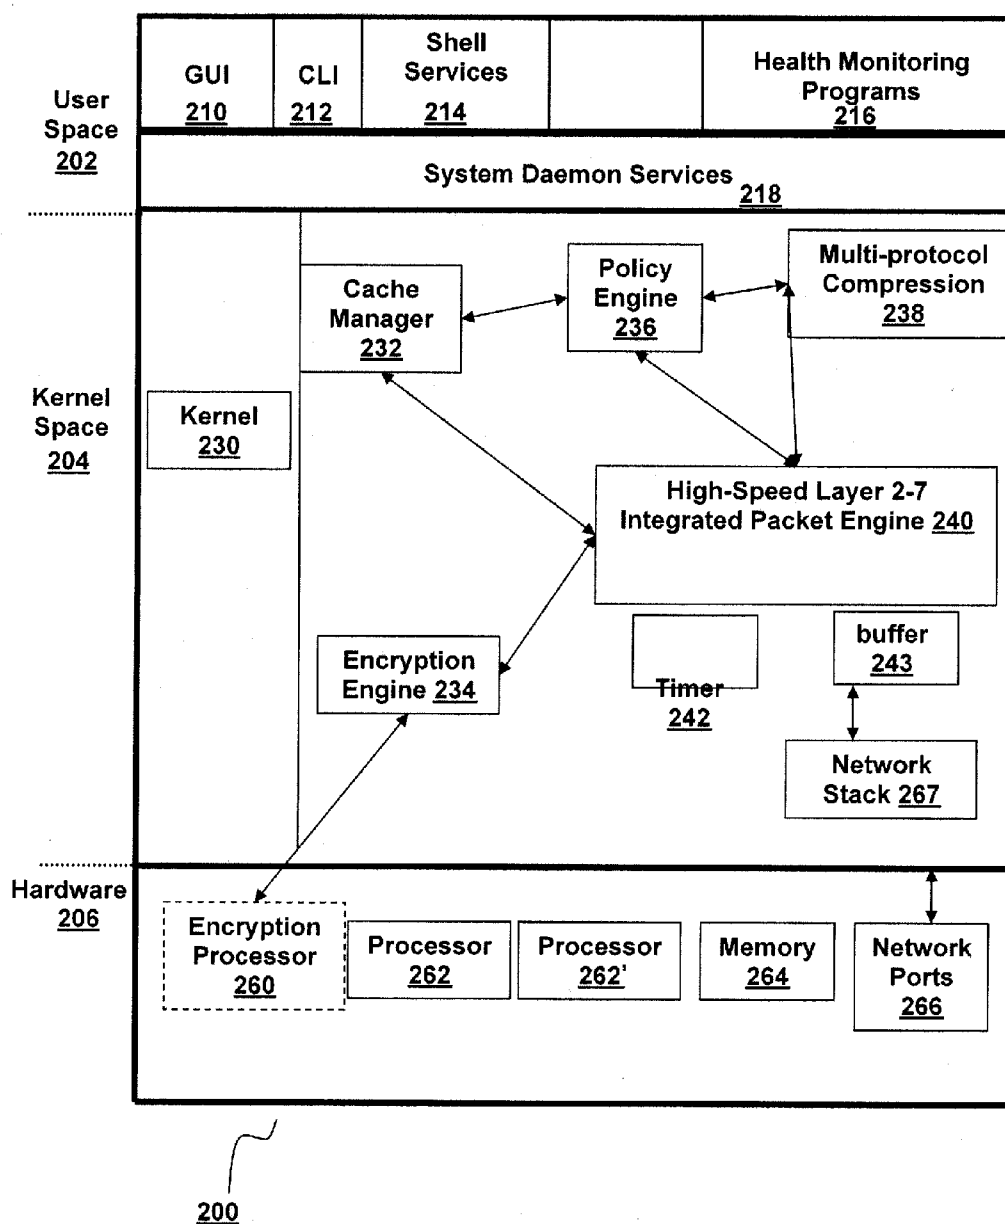 User
Space
202
GUI
210
CLI
212
Shell
Services
214
Health Monitoring
Programs
216
System Daemon Services
218
Kernel
Space
204
Kernel
230
Cache
Manager
232
Policy
Engine
236
Multi-protocol
Compression
238
High-Speed Layer 2-7
Integrated Packet Engine 240
Encryption
Engine 234
Timer
242
buffer
243
Network
Stack 267
Hardware
206
Encryption
Processor
260
Processor
262
Processor
262'
Memory
264
Network
Ports
266
200